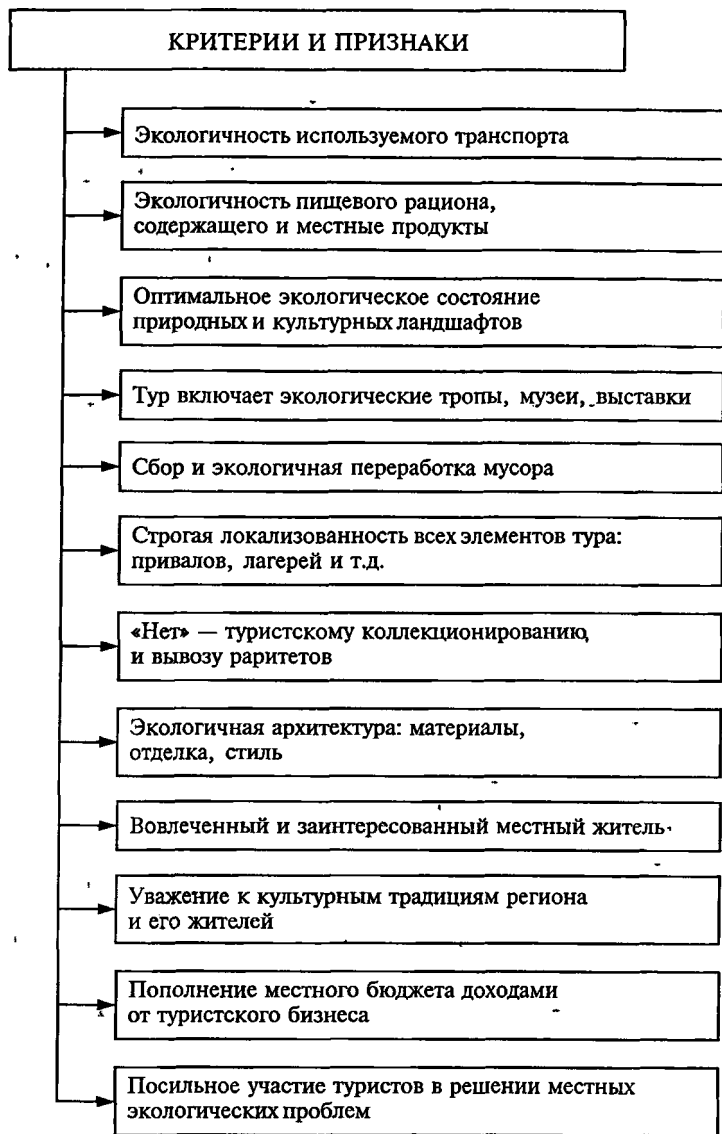 КРИТЕРИИ И ПРИЗНАКИ
Экологичность используемого транспорта
Экологичность пищевого рациона,
содержащего и местные продукты
Оптимальное экологическое состояние
природных и культурных ландшафтов
Тур включает экологические тропы, музеи, выставки
Сбор и экологичная переработка мусора
Строгая локализованность всех элементов тура:
привалов, лагерей и т.д.
«Нет» — туристскому коллекционированию
и вывозу раритетов
Экологичная архитектура: материалы,
отделка, стиль
Вовлеченный и заинтересованный местный житель
Уважение к культурным традициям региона
и его жителей
Пополнение местного бюджета доходами
от туристского бизнеса
Посильное участие туристов в решении местных
экологических проблем